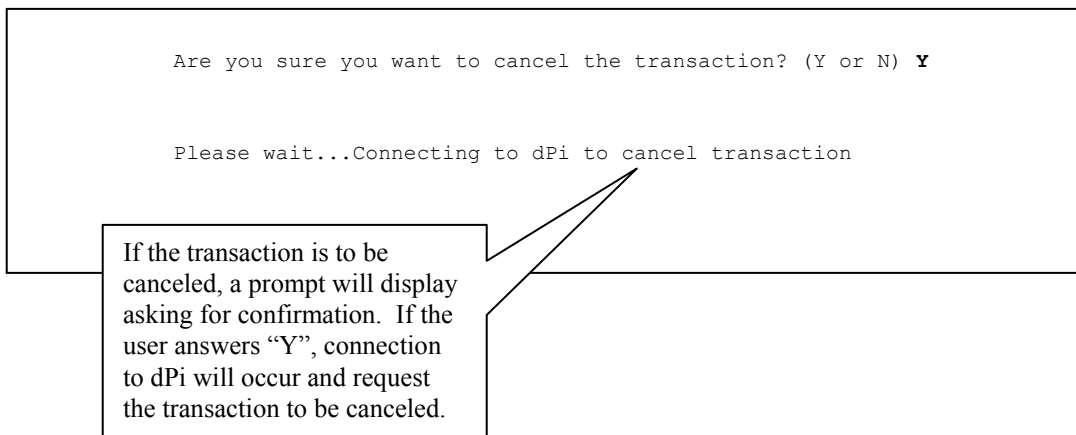 Are you sure you want to cancel the transaction? (Y or N) Y
Please wait...Connecting to dPi to cancel transaction
If the transaction is to be
canceled, a prompt will display
asking for confirmation.  If the
user answers “Y”, connection
to dPi will occur and request
the transaction to be canceled.